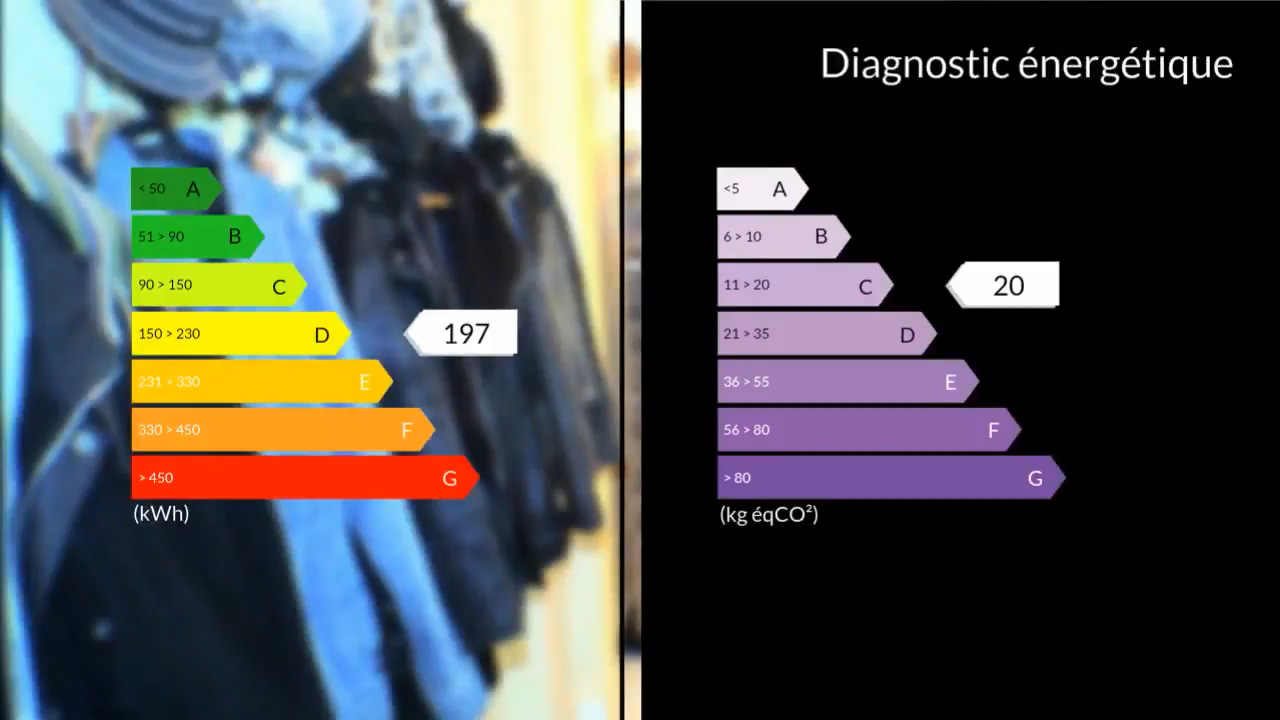 Diagnostic énergétique
< 50 A
51 > 90 B
90 > 150 C
150 > 230 D
197
231 > 330 E
330 > 450 F
> 450 G
(kWh)
<5 A
6 > 10 B
11 > 20 C
20
21 > 35 D
36 > 55 E
56 > 80 F
> 80 G
(kg éqCO²)